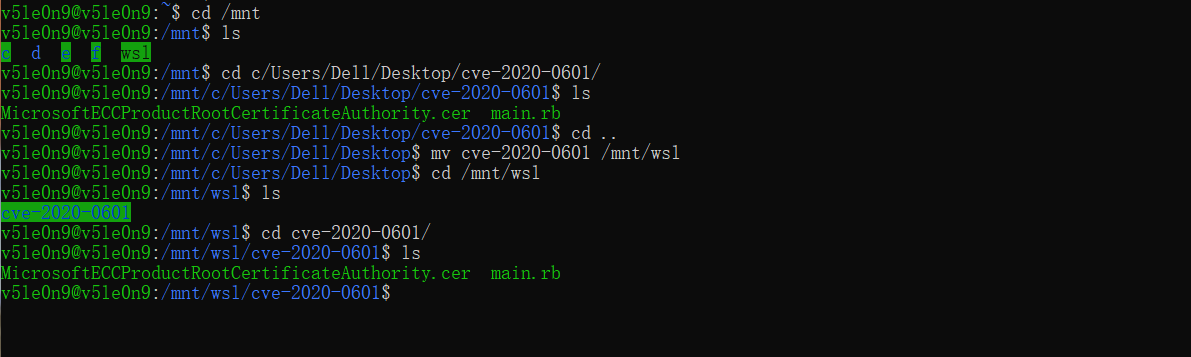 v5le0n9@v5le0n9:~$ cd /mnt
v5le0n9@v5le0n9:/mnt$ ls
c d e f wsl
v5le0n9@v5le0n9:/mnt$ cd c/Users/Dell/Desktop/cve-2020-0601/
v5le0n9@v5le0n9:/mnt/c/Users/Dell/Desktop/cve-2020-0601$ ls
MicrosoftECCProductRootCertificateAuthority.cer main.rb
v5le0n9@v5le0n9:/mnt/c/Users/Dell/Desktop/cve-2020-0601$ cd ..
v5le0n9@v5le0n9:/mnt/c/Users/Dell/Desktop$ mv cve-2020-0601 /mnt/wsl
v5le0n9@v5le0n9:/mnt/c/Users/Dell/Desktop$ cd /mnt/wsl
v5le0n9@v5le0n9:/mnt/wsl$ ls
cve-2020-0601
v5le0n9@v5le0n9:/mnt/wsl$ cd cve-2020-0601/
v5le0n9@v5le0n9:/mnt/wsl/cve-2020-0601$ ls
MicrosoftECCProductRootCertificateAuthority.cer main.rb
v5le0n9@v5le0n9:/mnt/wsl/cve-2020-0601$